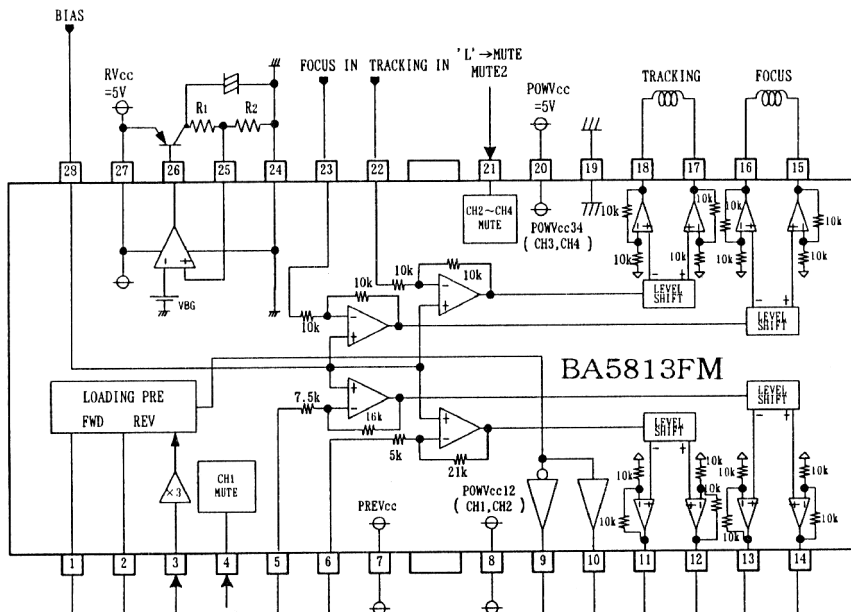 BIAS
RVcc
=5V
R1
R2
FOCUS IN
TRACKING IN
'L'→MUTE
MUTE2
POWVcc
=5V
TRACKING
FOCUS
28
27
26
25
24
23
22
21
20
19
18
17
16
15
CH2~CH4
MUTE
POWVcc34
(CH3,CH4)
10k
10k
10k
10k
10k
10k
10k
10k
- +
LEVEL
SHIFT
- +
LEVEL
SHIFT
VBG
10k
10k
10k
10k
BA5813FM
LOADING PRE
FWD REV
×3
CH1
MUTE
7.5k
16k
5k
21k
PREVcc
POWVcc12
(CH1,CH2)
LEVEL
SHIFT
+ -
LEVEL
SHIFT
+ -
10k
10k
10k
10k
10k
10k
10k
10k
1
2
3
4
5
6
7
8
9
10
11
12
13
14